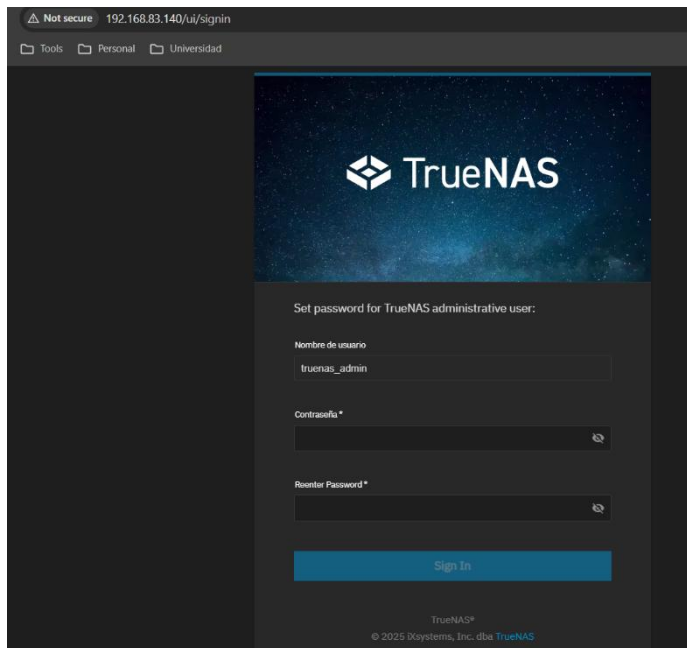 Not secure 192.168.83.140/ui/signin
Tools Personal Universidad
TrueNAS
Set password for TrueNAS administrative user:
Nombre de usuario
truenas_admin
Contraseña *
Reenter Password *
Sign In
TrueNAS®
© 2025 iXsystems, Inc. dba TrueNAS